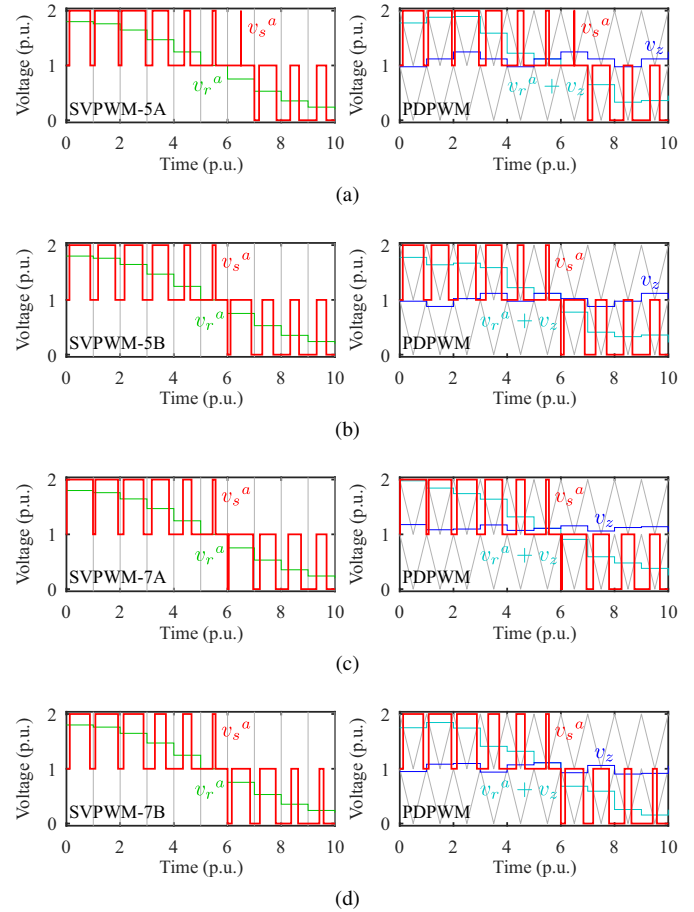 Voltage (p.u.)
2
1
0
v_s^a
v_r^a
SVPWM-5A
0 2 4 6 8 10
Time (p.u.)
Voltage (p.u.)
2
1
0
v_z
v_r^a + v_z
PDPWM
0 2 4 6 8 10
Time (p.u.)
(a)
Voltage (p.u.)
2
1
0
v_s^a
v_r^a
SVPWM-5B
0 2 4 6 8 10
Time (p.u.)
Voltage (p.u.)
2
1
0
v_s^a
v_z
v_r^a + v_z
PDPWM
0 2 4 6 8 10
Time (p.u.)
(b)
Voltage (p.u.)
2
1
0
v_s^a
v_r^a
SVPWM-7A
0 2 4 6 8 10
Time (p.u.)
Voltage (p.u.)
2
1
0
v_s^a
v_z
v_r^a + v_z
PDPWM
0 2 4 6 8 10
Time (p.u.)
(c)
Voltage (p.u.)
2
1
0
v_s^a
v_r^a
SVPWM-7B
0 2 4 6 8 10
Time (p.u.)
Voltage (p.u.)
2
1
0
v_s^a
v_z
v_r^a + v_z
PDPWM
0 2 4 6 8 10
Time (p.u.)
(d)